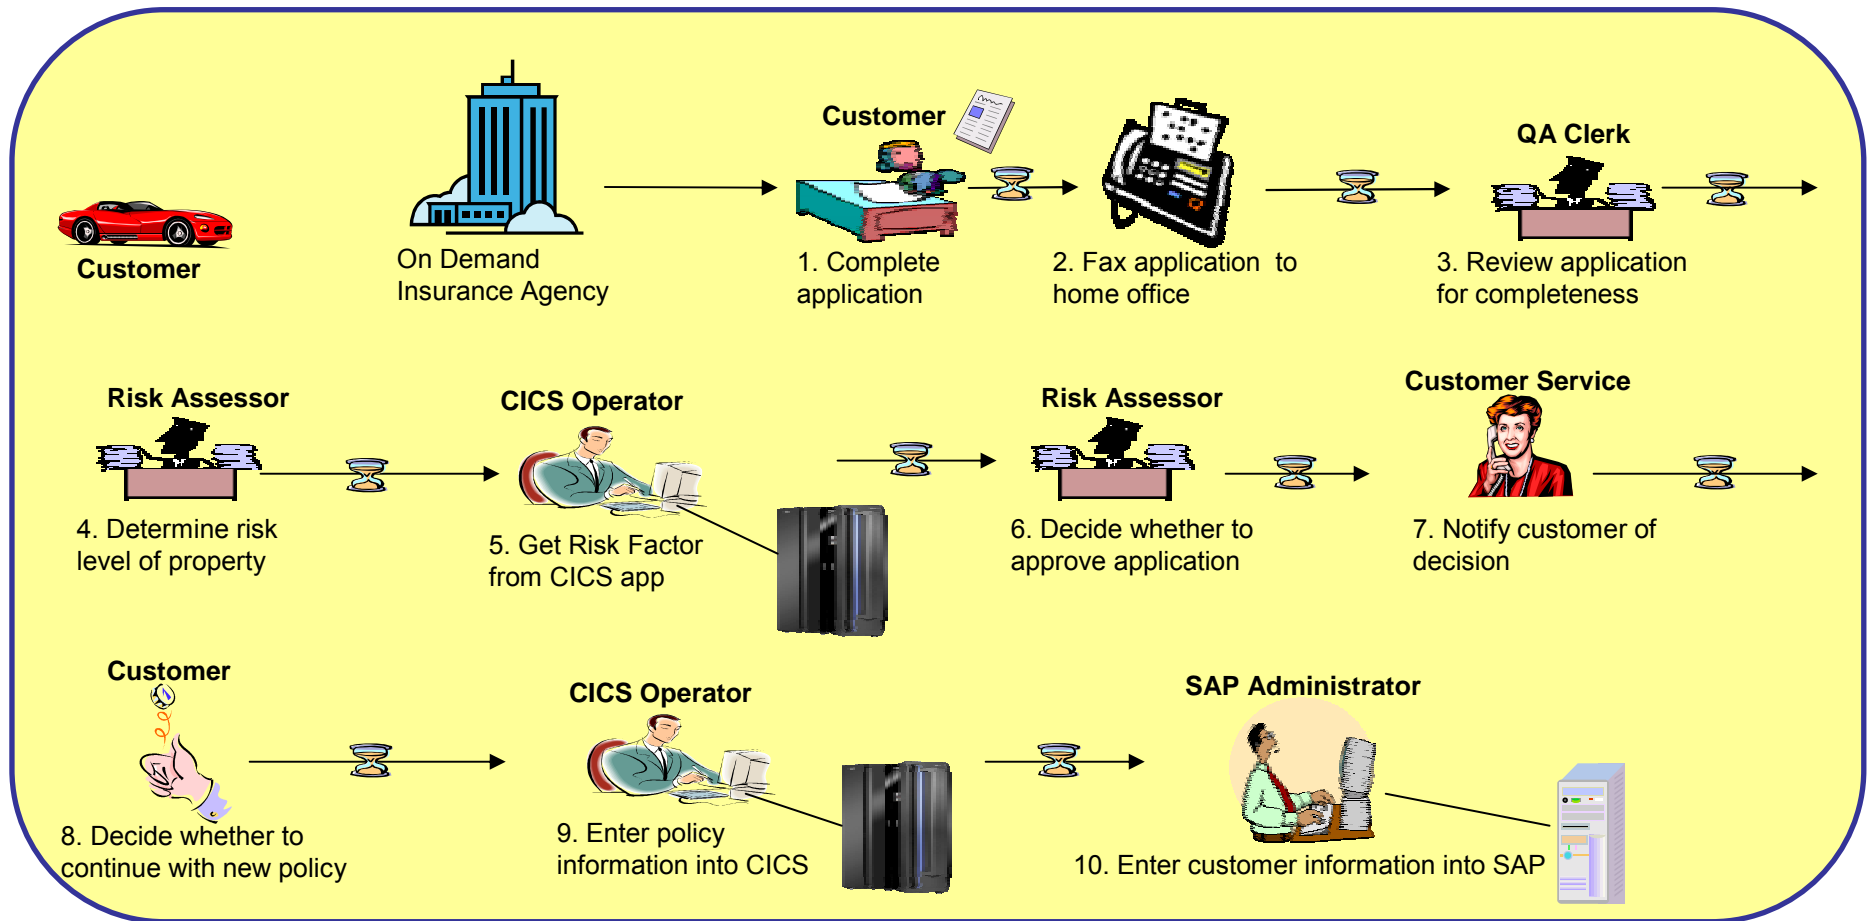 Customer
On Demand
Insurance Agency
Customer
1. Complete
application
2. Fax application to
home office
QA Clerk
3. Review application
for completeness
Risk Assessor
4. Determine risk
level of property
CICS Operator
5. Get Risk Factor
from CICS app
Risk Assessor
6. Decide whether to
approve application
Customer Service
7. Notify customer of
decision
Customer
8. Decide whether to
continue with new policy
CICS Operator
9. Enter policy
information into CICS
SAP Administrator
10. Enter customer information into SAP